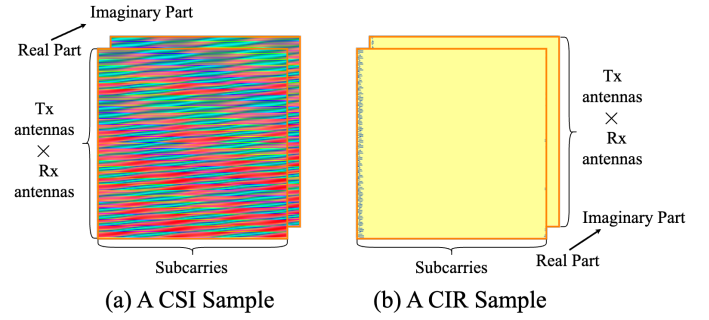 Imaginary Part
Real Part
Tx
antennas
×
Rx
antennas
Subcarries
(a) A CSI Sample
Tx
antennas
×
Rx
antennas
Imaginary Part
Real Part
Subcarries
(b) A CIR Sample